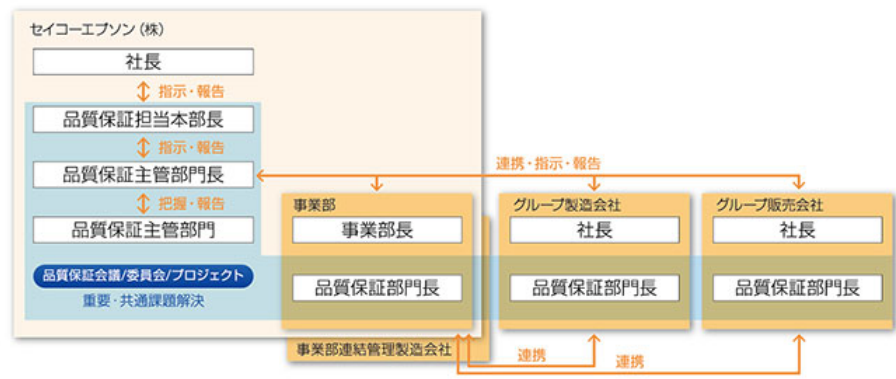 セイコーエプソン(株)
社長
指示・報告
品質保証担当本部長
指示・報告
品質保証主管部門長
連携・指示・報告
把握・報告
品質保証主管部門
事業部
事業部長
グループ製造会社
社長
グループ販売会社
社長
品質保証会議/委員会/プロジェクト
重要・共通課題解決
品質保証部門長
品質保証部門長
品質保証部門長
事業部連結管理製造会社
連携
連携